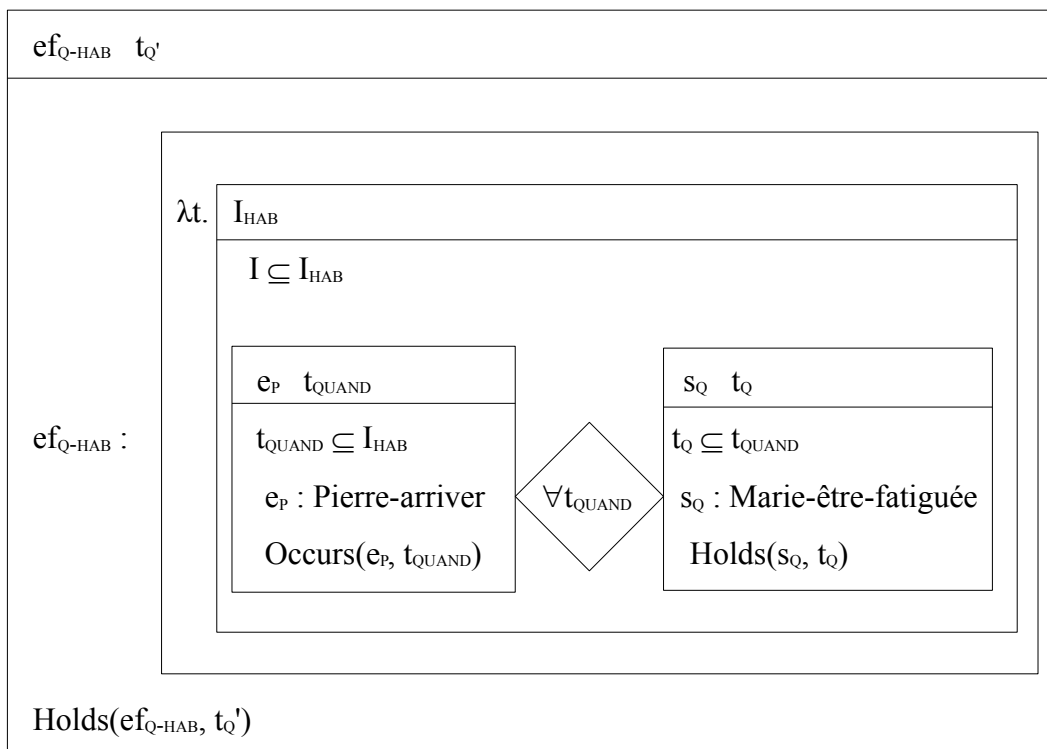 ef_Q-HAB t_Q'
λt. I_HAB
I ⊆ I_HAB
e_P t_QUAND
s_Q t_Q
ef_Q-HAB :
t_QUAND ⊆ I_HAB
e_P : Pierre-arriver
Occurs(e_P, t_QUAND)
∀t_QUAND
t_Q ⊆ t_QUAND
s_Q : Marie-être-fatiguée
Holds(s_Q, t_Q)
Holds(ef_Q-HAB, t_Q')